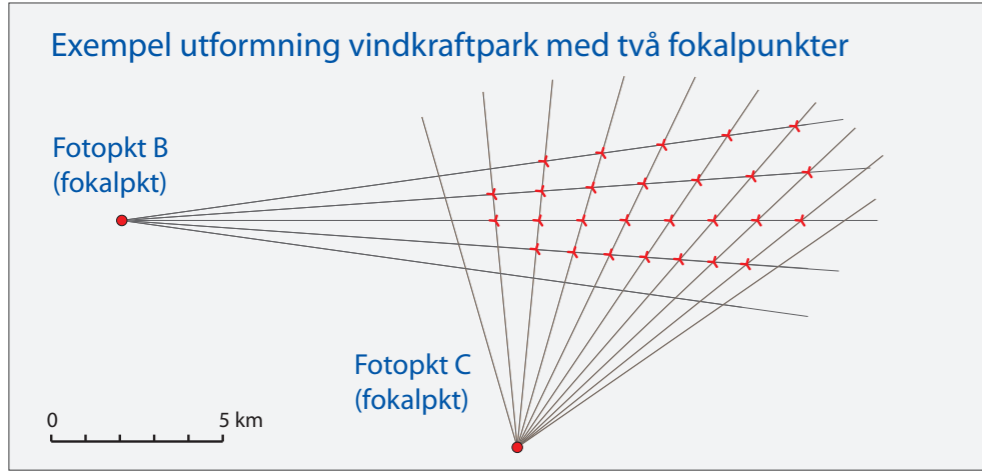 Exempel utformning vindkraftpark med två fokalpunkter
Fotopkt B
(fokalpkt)
Fotopkt C
(fokalpkt)
0 5 km